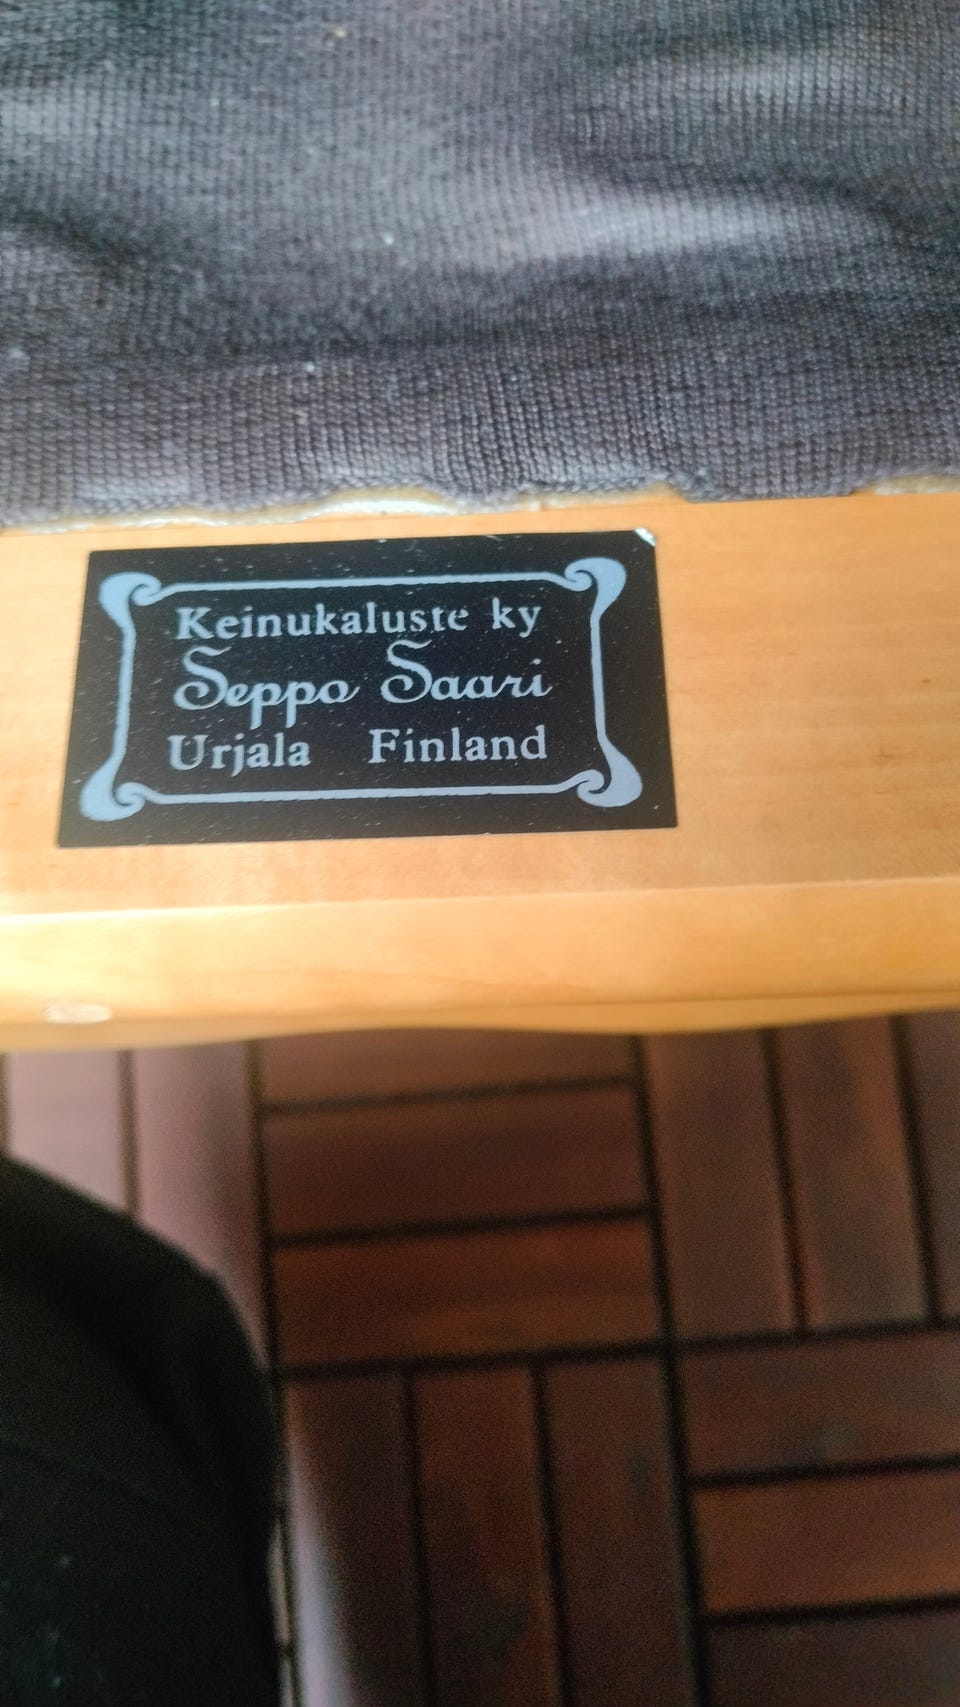 Keinukaluste ky
Seppo Saari
Urjala Finland